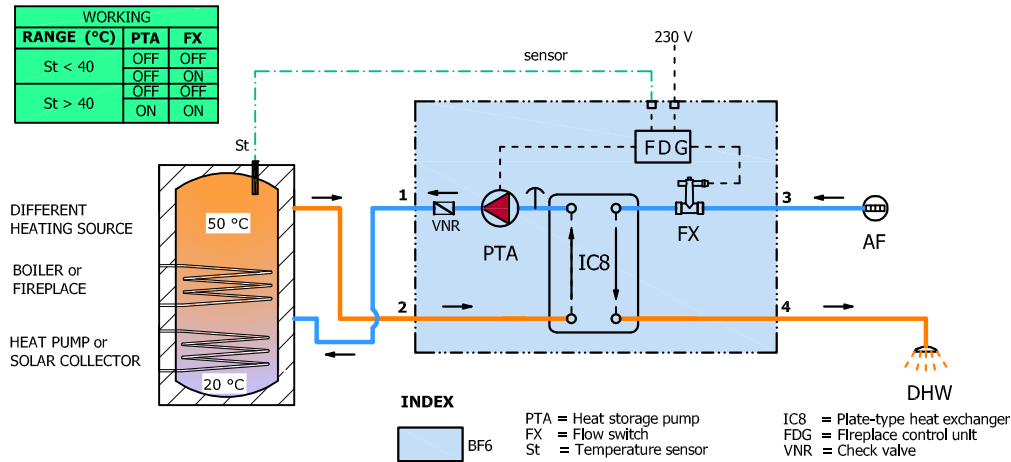 WORKING
RANGE (°C) PTA FX
St < 40 OFF OFF
OFF ON
St > 40 OFF OFF
ON ON
230 V
sensor
St
FDG
DIFFERENT
HEATING SOURCE
50 °C
BOILER or
FIREPLACE
HEAT PUMP or
SOLAR COLLECTOR
20 °C
1
VNR
PTA
IC8
FX
3
AF
2
4
DHW
INDEX
BF6
PTA = Heat storage pump
FX = Flow switch
St = Temperature sensor
IC8 = Plate-type heat exchanger
FDG = FIreplace control unit
VNR = Check valve